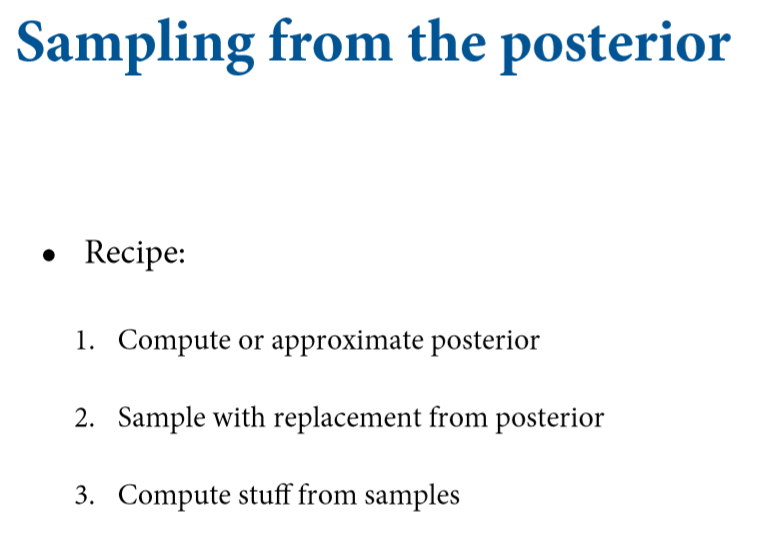 Sampling from the posterior
• Recipe:
1. Compute or approximate posterior
2. Sample with replacement from posterior
3. Compute stuff from samples